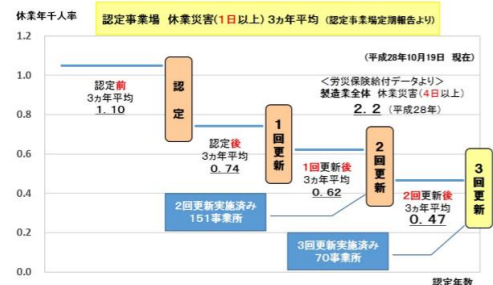 休業年千人率
認定事業場 休業災害(1日以上) 3ヵ年平均 (認定事業場定期報告より)
(平成28年10月19日 現在)
1.2
1.0
0.8
0.6
0.4
0.2
0.0
認定前
3ヵ年平均
1.10
認定
<労災保険給付データより>
製造業全体 休業災害(4日以上)
2.2 (平成28年)
認定後
3ヵ年平均
0.74
1回更新
1回更新後
3ヵ年平均
0.62
2回更新
2回更新後
3ヵ年平均
0.47
3回更新
2回更新実施済み
151事業所
3回更新実施済み
70事業所
認定年数